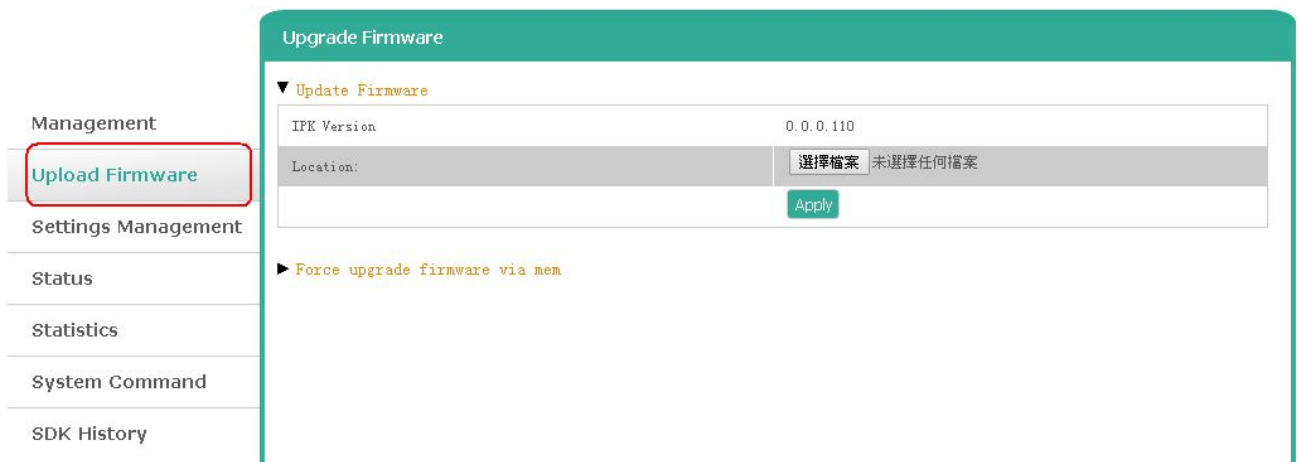 Upgrade Firmware
Update Firmware
Management
IPK Version 0.0.0.110
Upload Firmware
Location: 選擇檔案 未選擇任何檔案
Apply
Settings Management
Force upgrade firmware via mem
Status
Statistics
System Command
SDK History